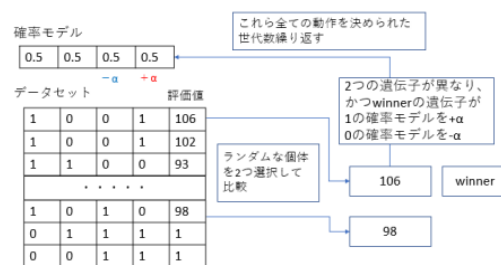 これら全ての動作を決められた
世代数繰り返す
確率モデル
0.5 0.5 0.5 0.5
−α +α
データセット 評価値
1 0 0 1 106
1 0 0 1 102
1 1 0 0 93
・・・・・
1 0 1 0 98
0 1 1 1 1
0 0 1 1 1
ランダムな個体
を2つ選択して
比較
2つの遺伝子が異なり、
かつwinnerの遺伝子が
1の確率モデルを+α
0の確率モデルを-α
106 winner
98